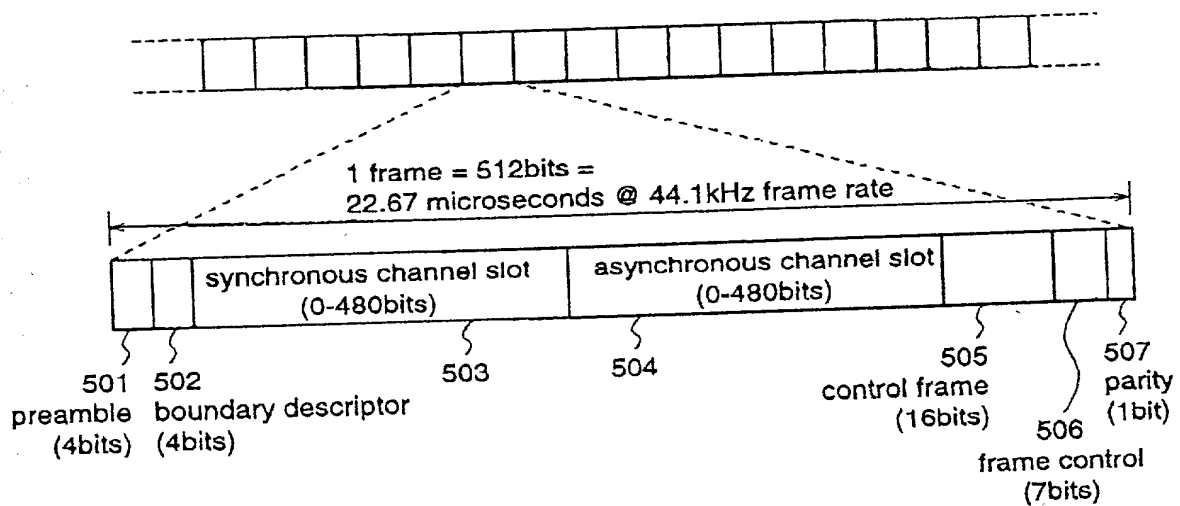 1 frame = 512bits =
22.67 microseconds @ 44.1kHz frame rate
synchronous channel slot
(0-480bits)
asynchronous channel slot
(0-480bits)
501
preamble
(4bits)
502
boundary descriptor
(4bits)
503
504
505
control frame
(16bits)
506
frame control
(7bits)
507
parity
(1bit)